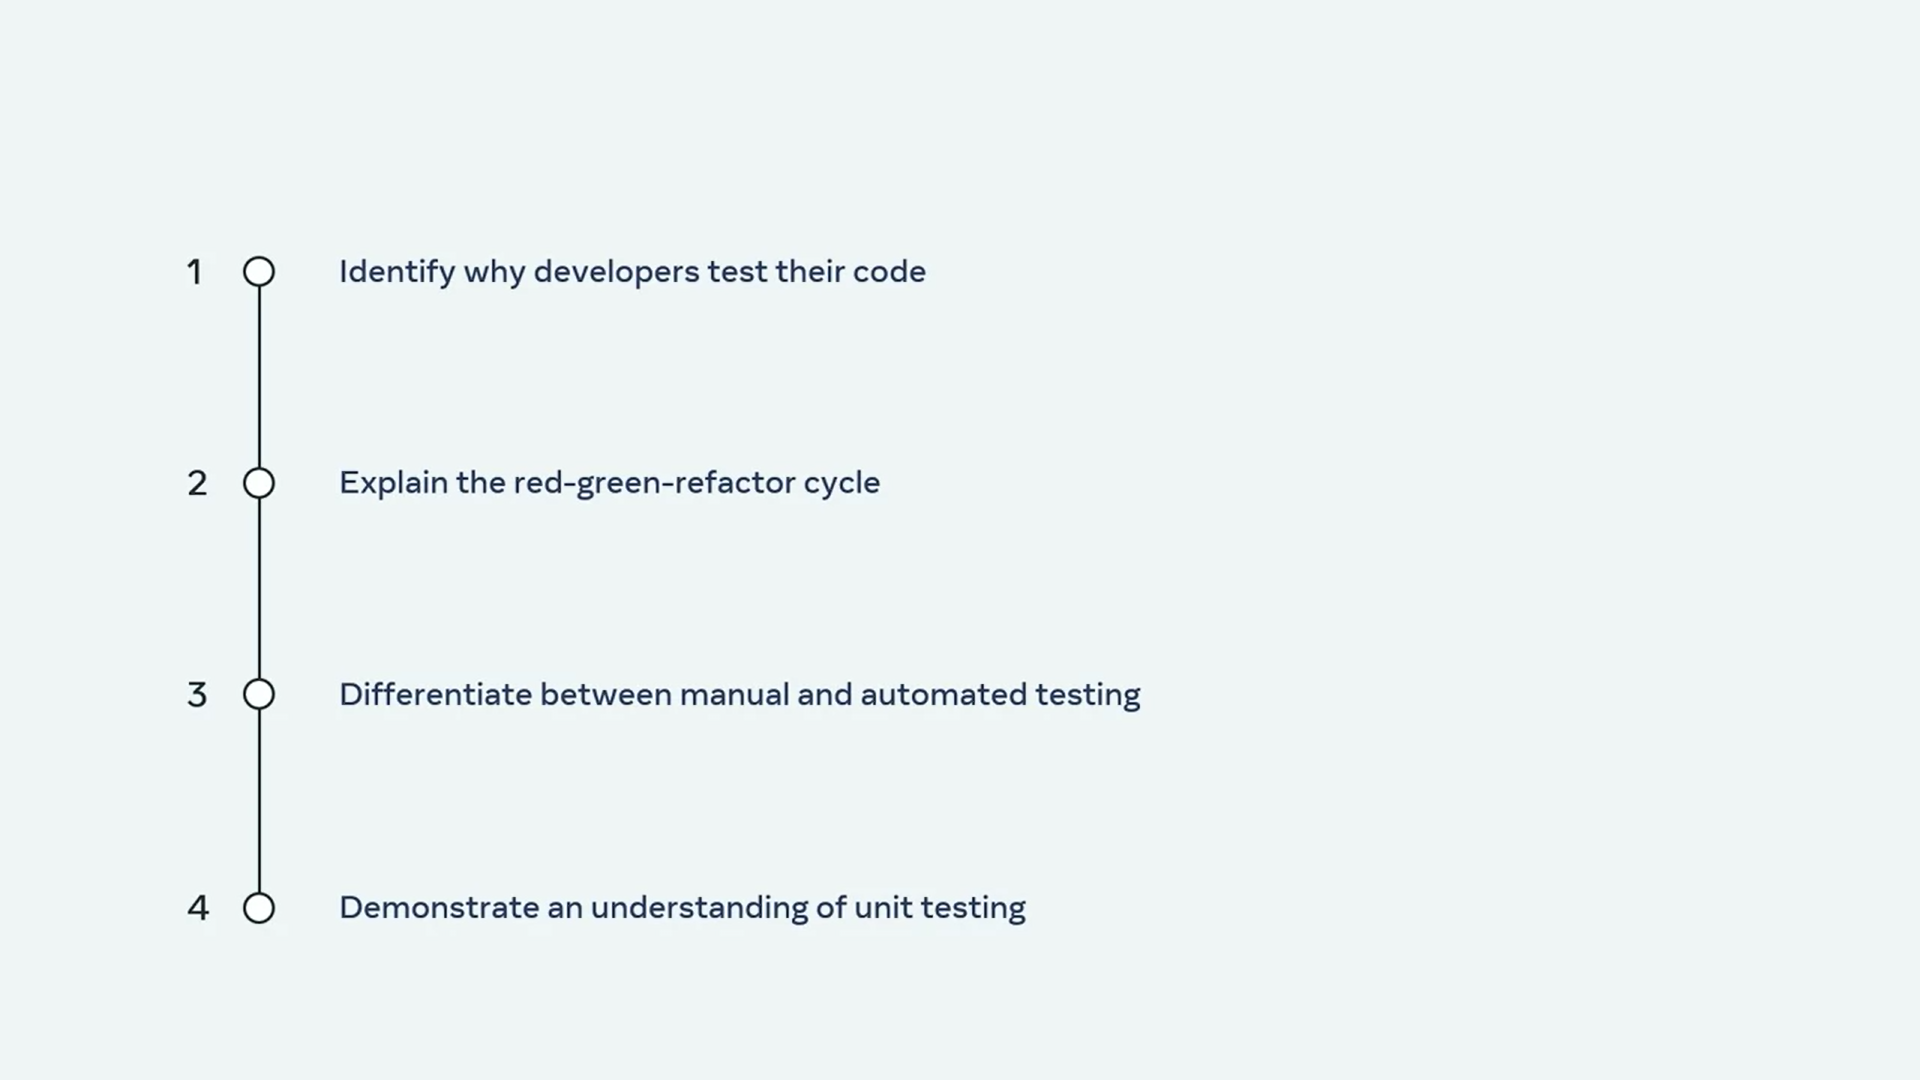 1 Identify why developers test their code
2 Explain the red-green-refactor cycle
3 Differentiate between manual and automated testing
4 Demonstrate an understanding of unit testing